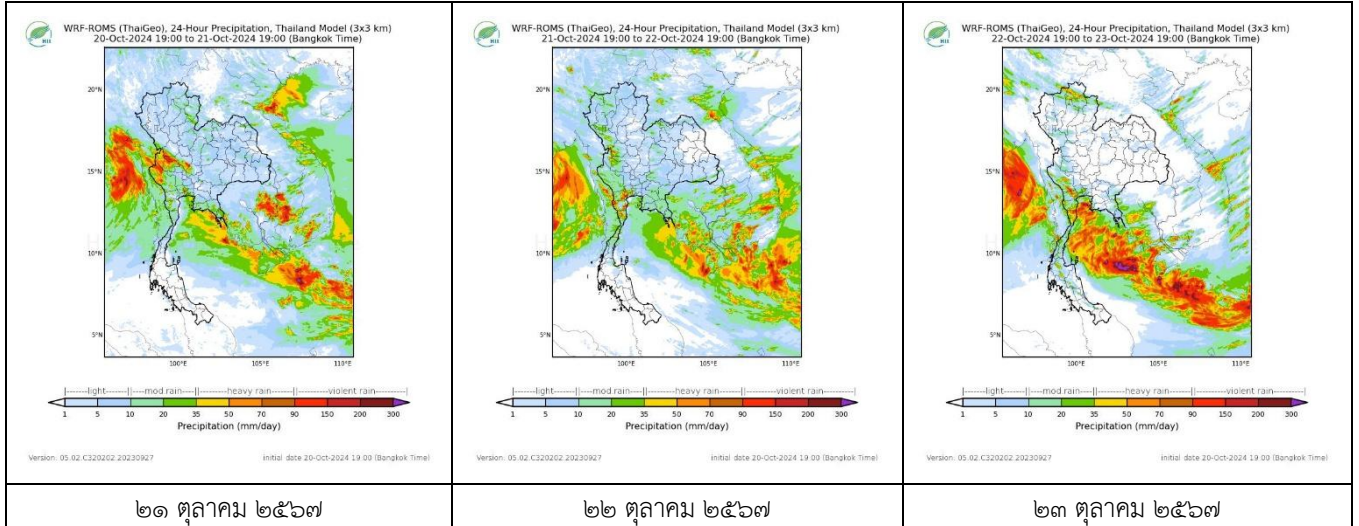 WRF-ROMS (ThaiGeo), 24-Hour Precipitation, Thailand Model (3x3 km)
20-Oct-2024 19:00 to 21-Oct-2024 19:00 (Bangkok Time)
20°N
15°N
10°N
5°N
100°E
105°E
110°E
|-------light-------||----mod rain---||---------heavy rain---------||---------violent rain--------|
1 5 10 20 35 50 70 90 150 200 300
Precipitation (mm/day)
Version: 05.02.C320202.20230927
initial date 20-Oct-2024 19:00 (Bangkok Time)
๒๑ ตุลาคม ๒๕๖๗
WRF-ROMS (ThaiGeo), 24-Hour Precipitation, Thailand Model (3x3 km)
21-Oct-2024 19:00 to 22-Oct-2024 19:00 (Bangkok Time)
20°N
15°N
10°N
5°N
100°E
105°E
110°E
|-------light-------||----mod rain---||---------heavy rain---------||---------violent rain--------|
1 5 10 20 35 50 70 90 150 200 300
Precipitation (mm/day)
Version: 05.02.C320202.20230927
initial date 20-Oct-2024 19:00 (Bangkok Time)
๒๒ ตุลาคม ๒๕๖๗
WRF-ROMS (ThaiGeo), 24-Hour Precipitation, Thailand Model (3x3 km)
22-Oct-2024 19:00 to 23-Oct-2024 19:00 (Bangkok Time)
20°N
15°N
10°N
5°N
100°E
105°E
110°E
|-------light-------||----mod rain---||---------heavy rain---------||---------violent rain--------|
1 5 10 20 35 50 70 90 150 200 300
Precipitation (mm/day)
Version: 05.02.C320202.20230927
initial date 20-Oct-2024 19:00 (Bangkok Time)
๒๓ ตุลาคม ๒๕๖๗